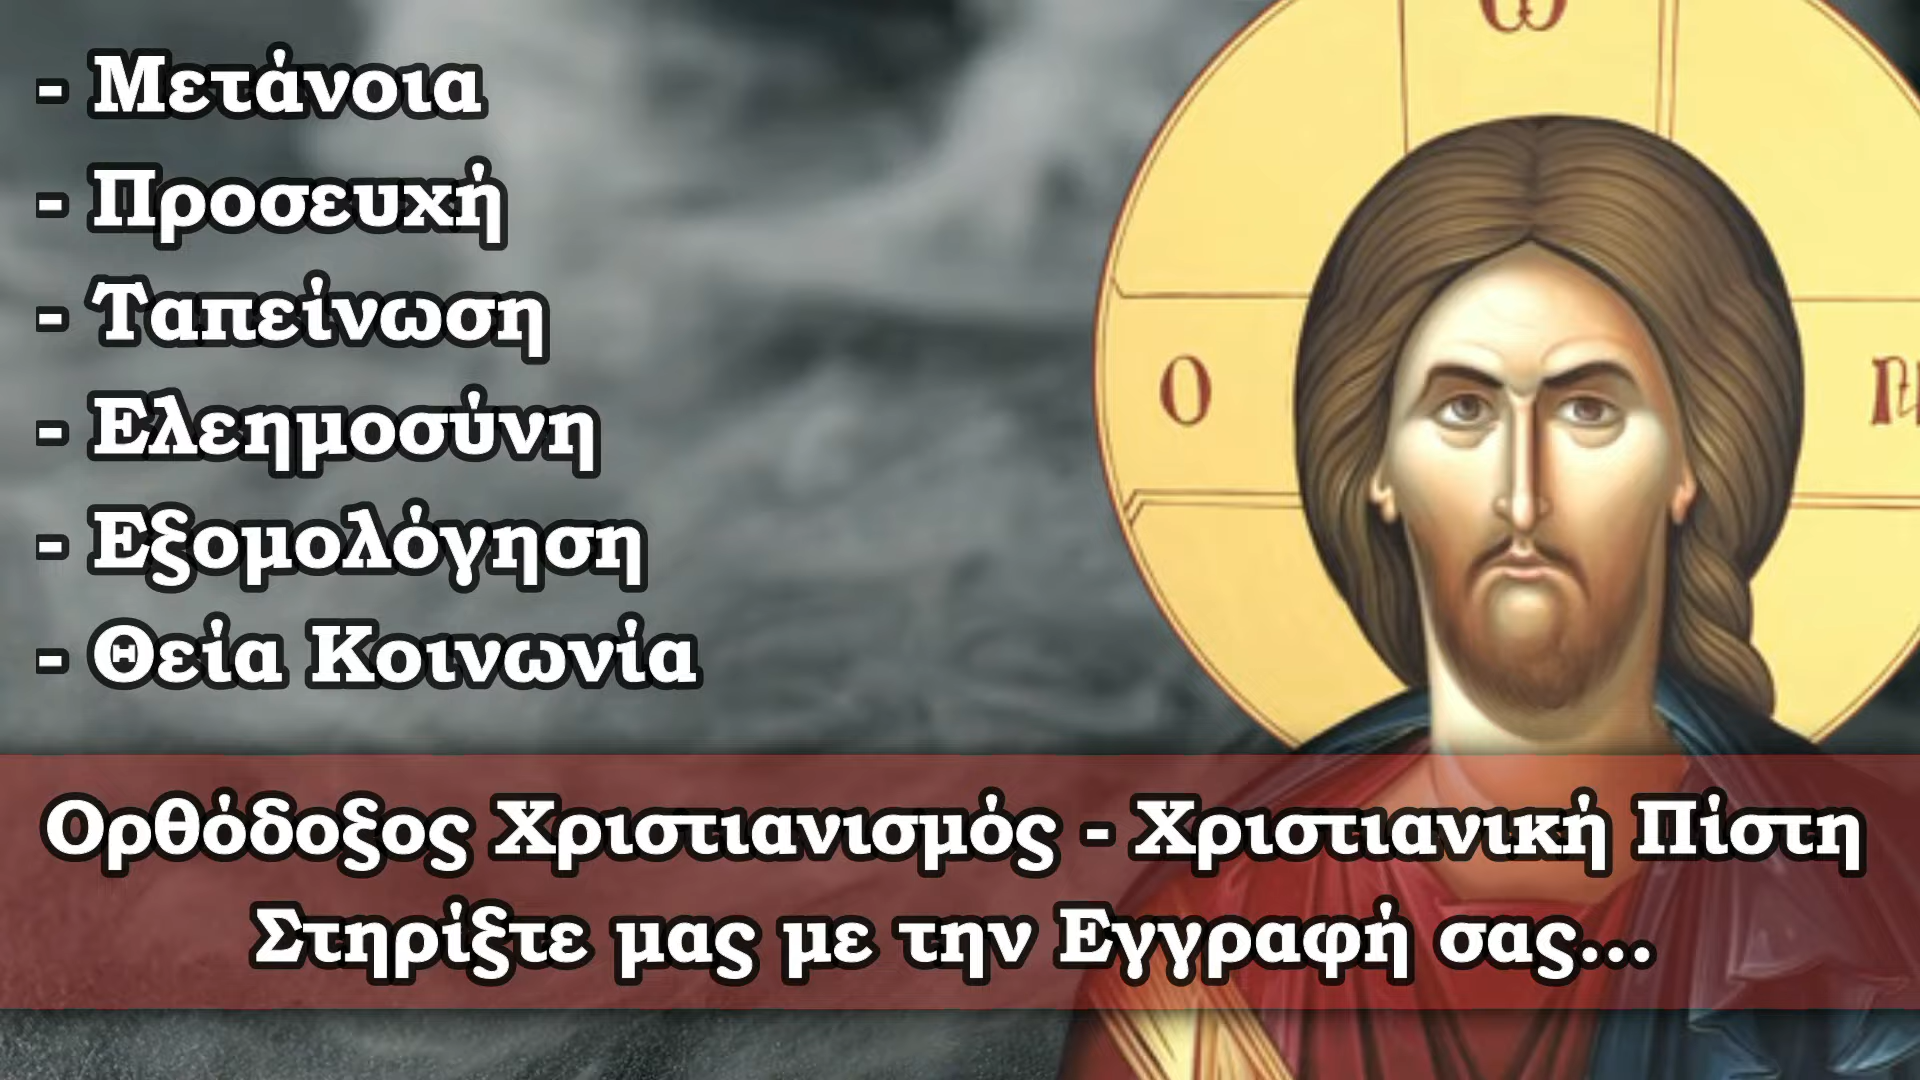 - Μετάνοια
- Προσευχή
- Ταπείνωση
- Ελεημοσύνη
- Εξομολόγηση
- Θεία Κοινωνία
Ορθόδοξος Χριστιανισμός - Χριστιανική Πίστη
Στηρίξτε μας με την Εγγραφή σας...
ω
Ο